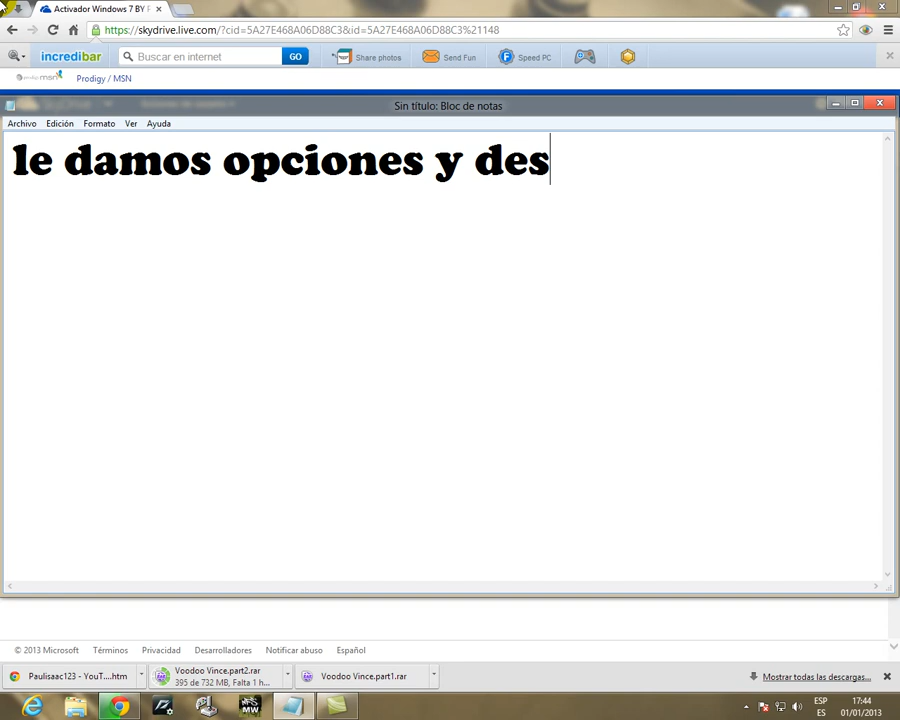 Activador Windows 7 BY P
https://skydrive.live.com/?cid=5A27E468A06D88C3&id=5A27E468A06D88C3%21148
incredibar
Buscar en internet
GO
Share photos
Send Fun
Speed PC
prodigy msn
Prodigy / MSN
Sin título: Bloc de notas
Archivo Edición Formato Ver Ayuda
le damos opciones y des
© 2013 Microsoft Términos Privacidad Desarrolladores Notificar abuso Español
Paulisaac123 - YouT....htm
Voodoo Vince.part2.rar
395 de 732 MB, Falta 1 h...
Voodoo Vince.part1.rar
Mostrar todas las descargas...
MW
ESP
ES
17:44
01/01/2013